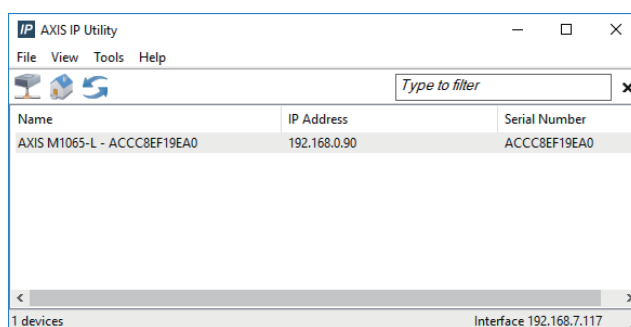 IP AXIS IP Utility
File View Tools Help
Type to filter
Name IP Address Serial Number
AXIS M1065-L - ACCC8EF19EA0 192.168.0.90 ACCC8EF19EA0
1 devices Interface 192.168.7.117